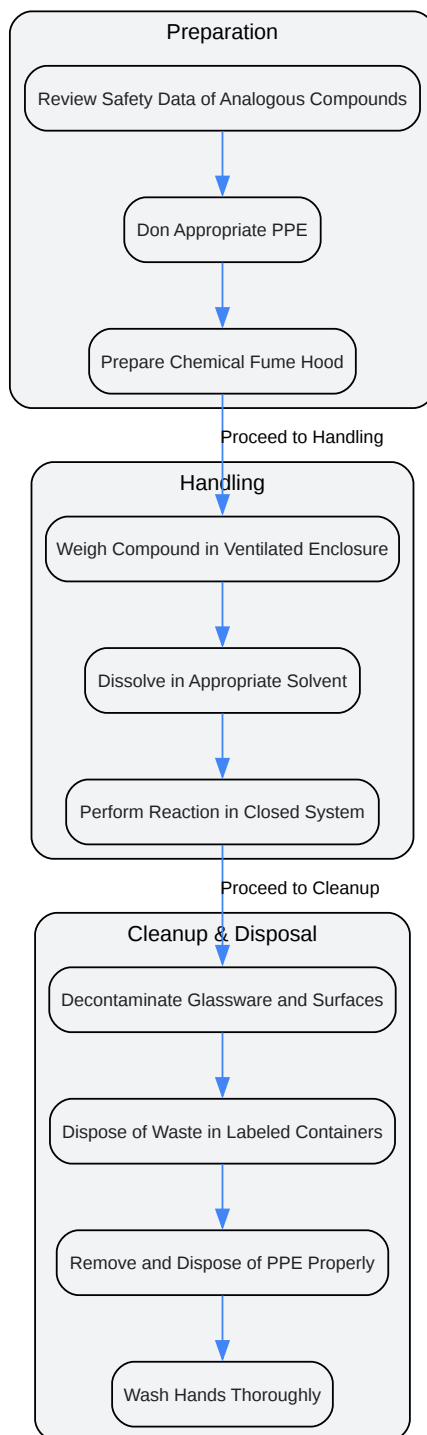 Preparation
Review Safety Data of Analogous Compounds
Don Appropriate PPE
Prepare Chemical Fume Hood
Proceed to Handling
Handling
Weigh Compound in Ventilated Enclosure
Dissolve in Appropriate Solvent
Perform Reaction in Closed System
Proceed to Cleanup
Cleanup & Disposal
Decontaminate Glassware and Surfaces
Dispose of Waste in Labeled Containers
Remove and Dispose of PPE Properly
Wash Hands Thoroughly